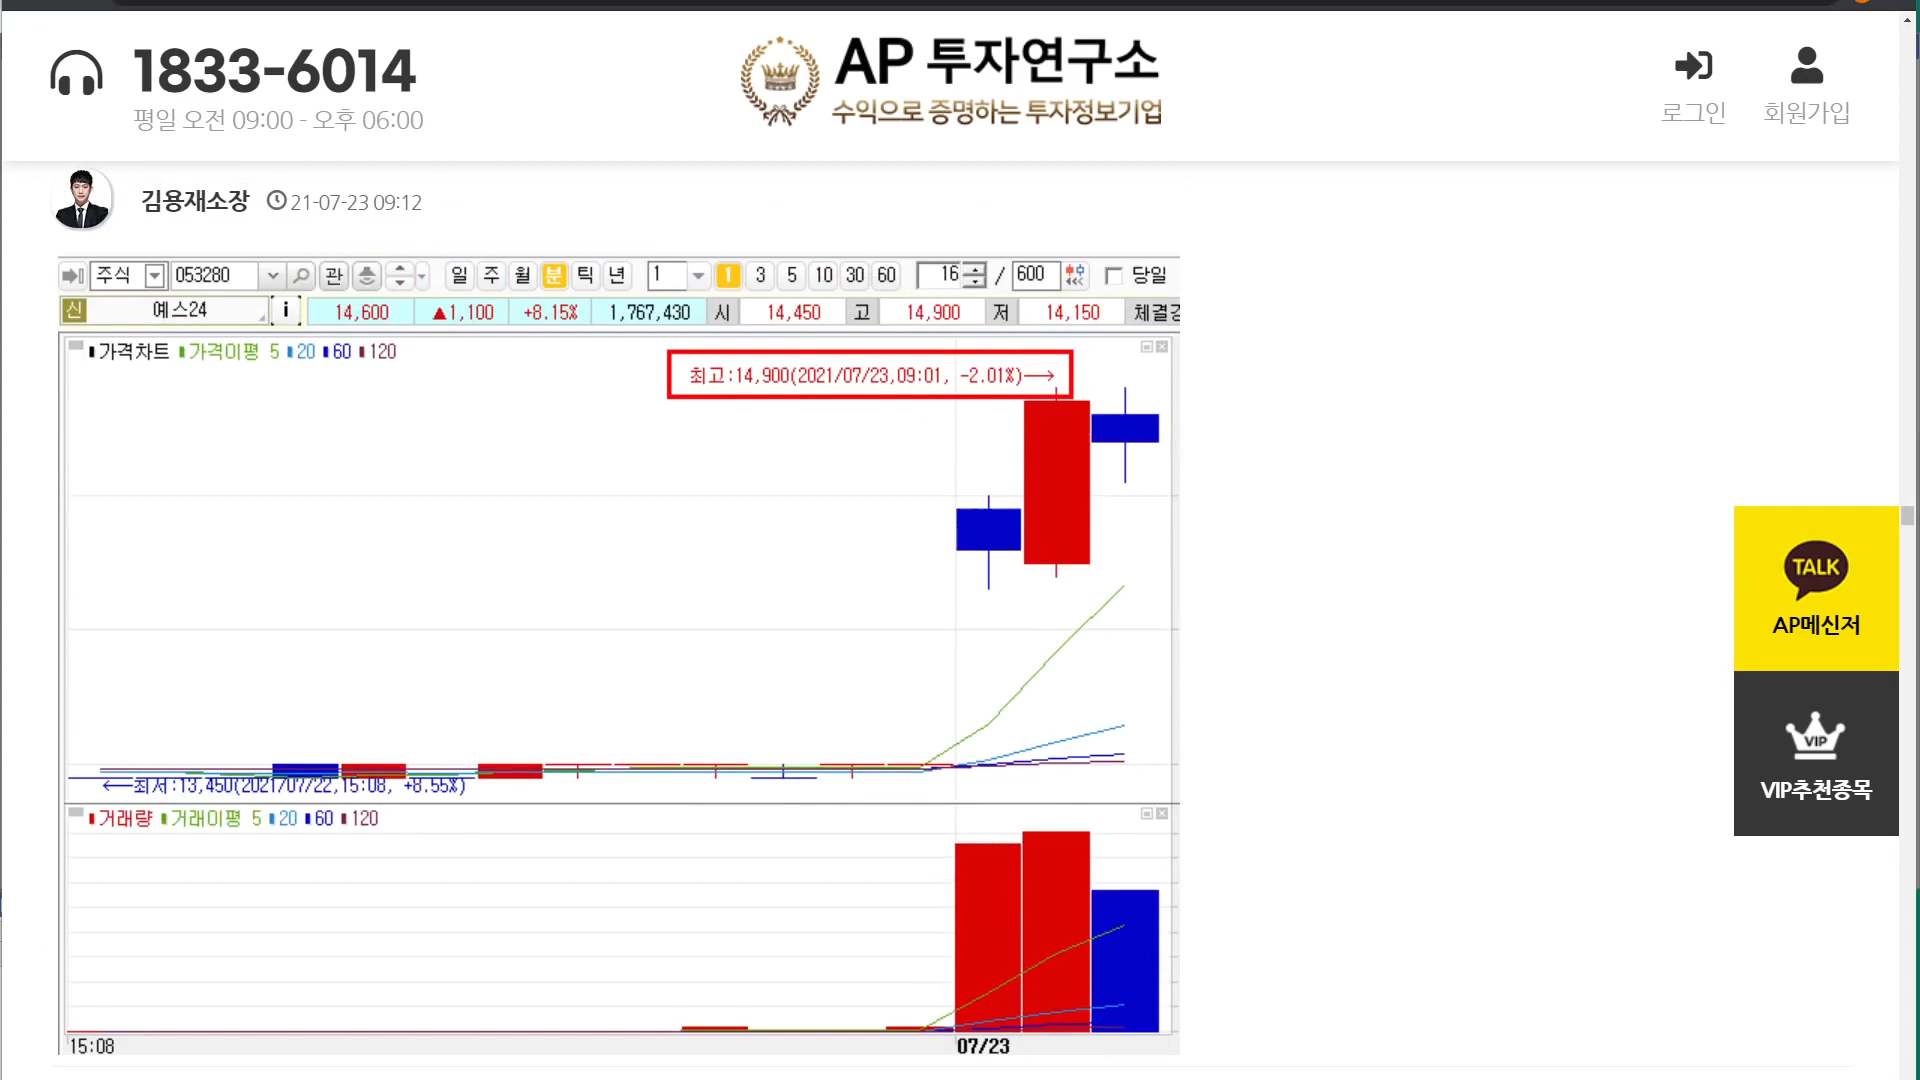 1833-6014
평일 오전 09:00 - 오후 06:00
AP 투자연구소
수익으로 증명하는 투자정보기업
로그인
회원가입
김용재소장 21-07-23 09:12
주식 053280 관 일 주 월 분 틱 년 1 1 3 5 10 30 60 16 / 600 당일
신 예스24 i 14,600 ▲1,100 +8.15% 1,767,430 시 14,450 고 14,900 저 14,150 체결강
가격차트 가격이평 5 20 60 120
최고:14,900(2021/07/23,09:01, -2.01%)→
←최저:13,450(2021/07/22,15:08, +8.55%)
거래량 거래이평 5 20 60 120
15:08
07/23
TALK
AP메신저
VIP
VIP추천종목